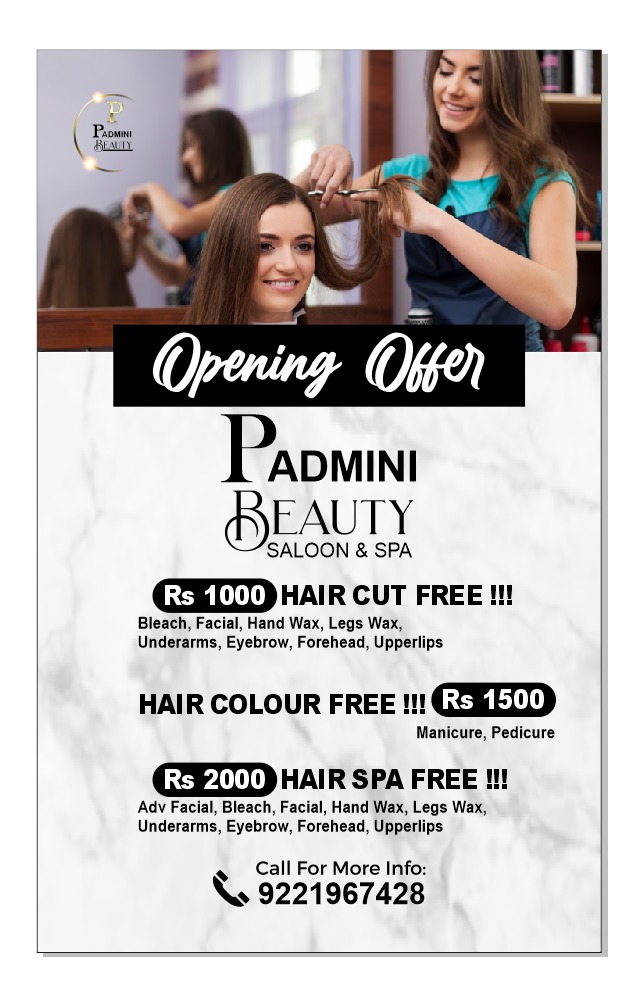 P
PADMINI
BEAUTY
Opening Offer
PADMINI
BEAUTY
SALOON & SPA
Rs 1000 HAIR CUT FREE !!!
Bleach, Facial, Hand Wax, Legs Wax,
Underarms, Eyebrow, Forehead, Upperlips
HAIR COLOUR FREE !!! Rs 1500
Manicure, Pedicure
Rs 2000 HAIR SPA FREE !!!
Adv Facial, Bleach, Facial, Hand Wax, Legs Wax,
Underarms, Eyebrow, Forehead, Upperlips
Call For More Info:
9221967428